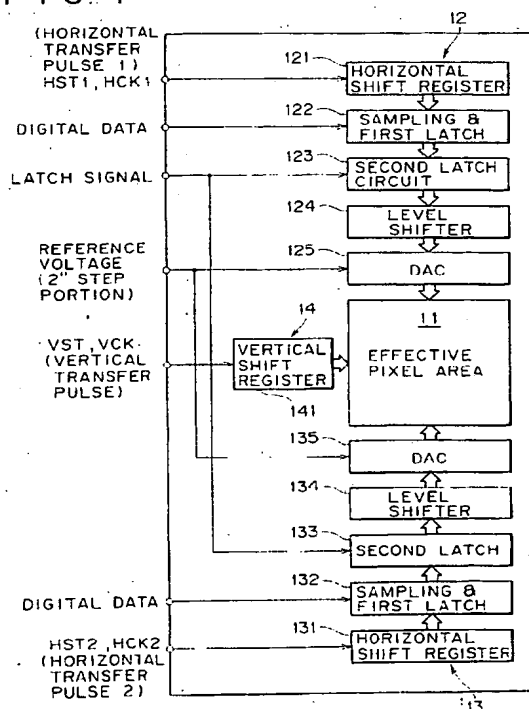 (HORIZONTAL
TRANSFER
PULSE 1)
HST1, HCK1
12
121
HORIZONTAL
SHIFT REGISTER
DIGITAL DATA
122
SAMPLING &
FIRST LATCH
LATCH SIGNAL
123
SECOND LATCH
CIRCUIT
124
LEVEL
SHIFTER
REFERENCE
VOLTAGE
(2" STEP
PORTION)
125
DAC
11
EFFECTIVE
PIXEL AREA
VST, VCK
(VERTICAL
TRANSFER
PULSE)
14
VERTICAL
SHIFT
REGISTER
141
135
DAC
134
LEVEL
SHIFTER
133
SECOND LATCH
DIGITAL DATA
132
SAMPLING &
FIRST LATCH
HST2, HCK2
(HORIZONTAL
TRANSFER
PULSE 2)
131
HORIZONTAL
SHIFT REGISTER
13